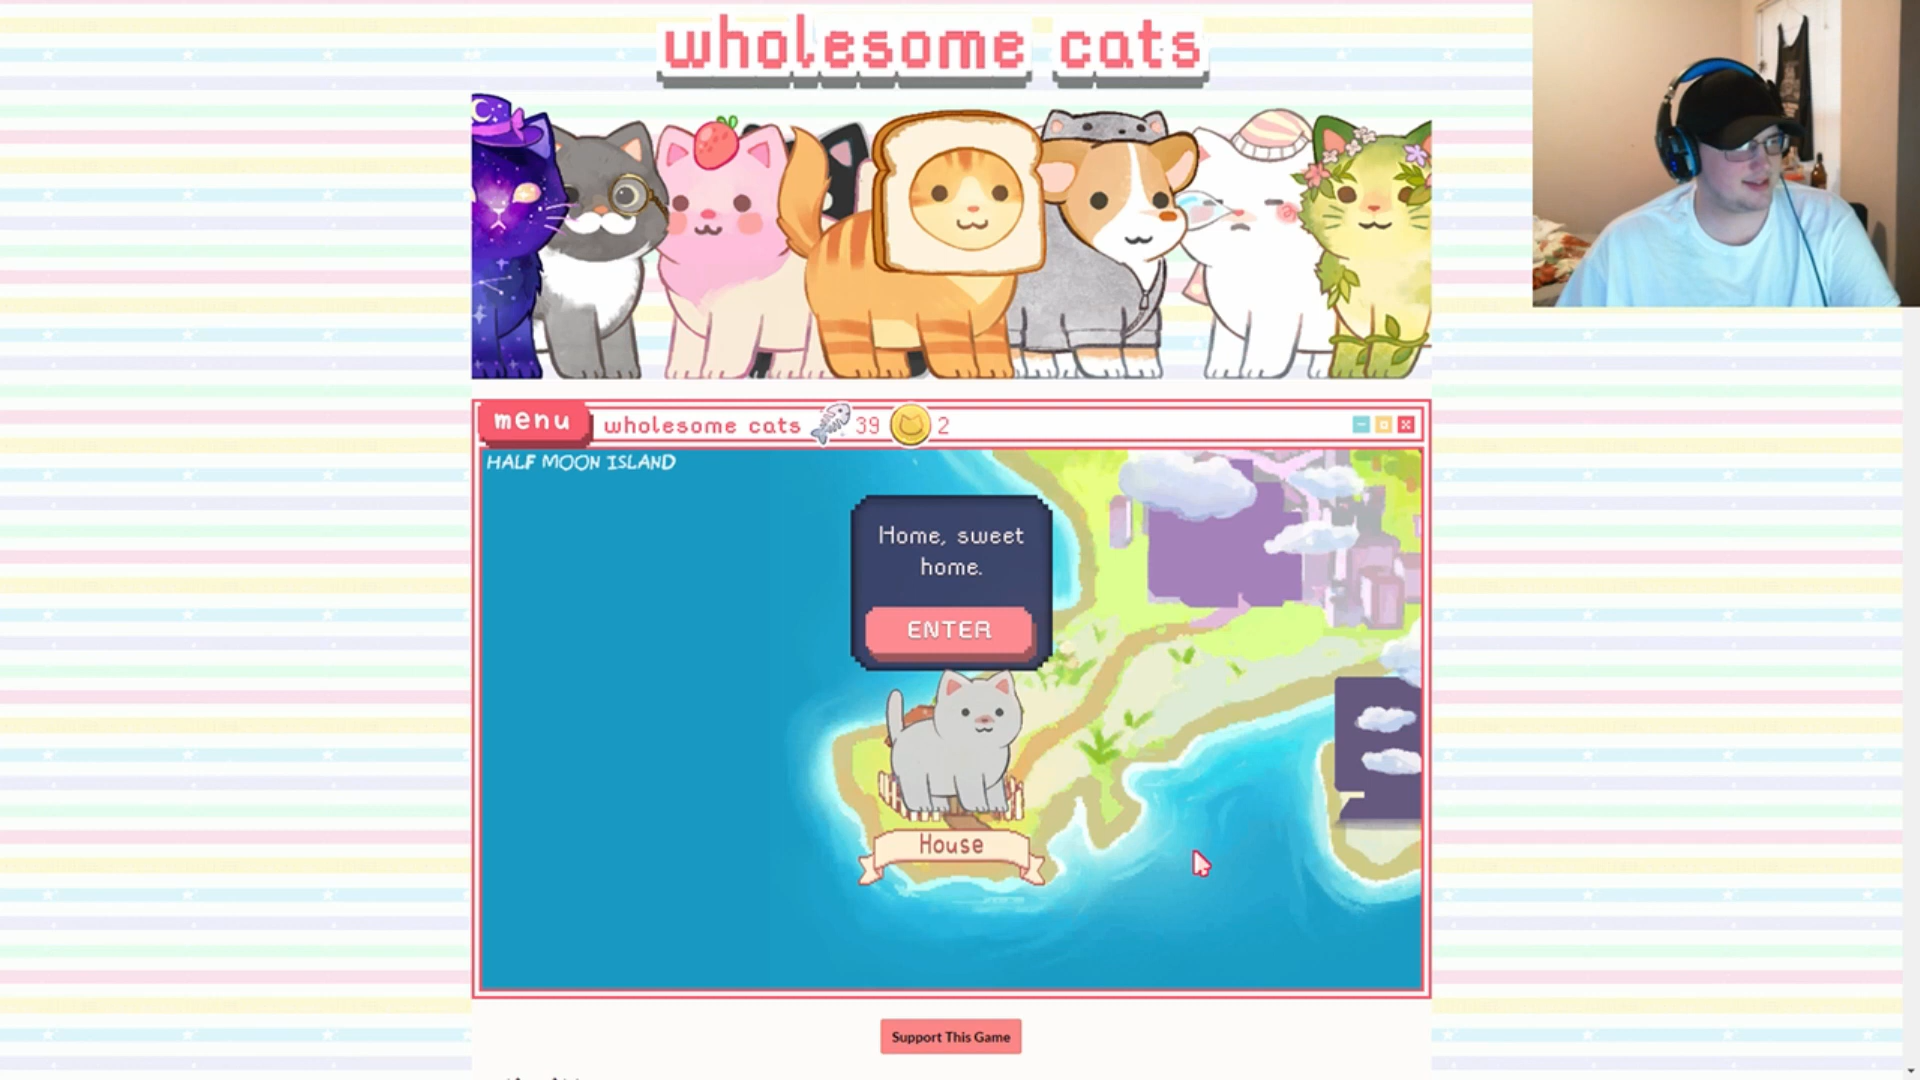 wholesome cats
menu
wholesome cats 39 2
HALF MOON ISLAND
Home, sweet
home.
ENTER
House
Support This Game